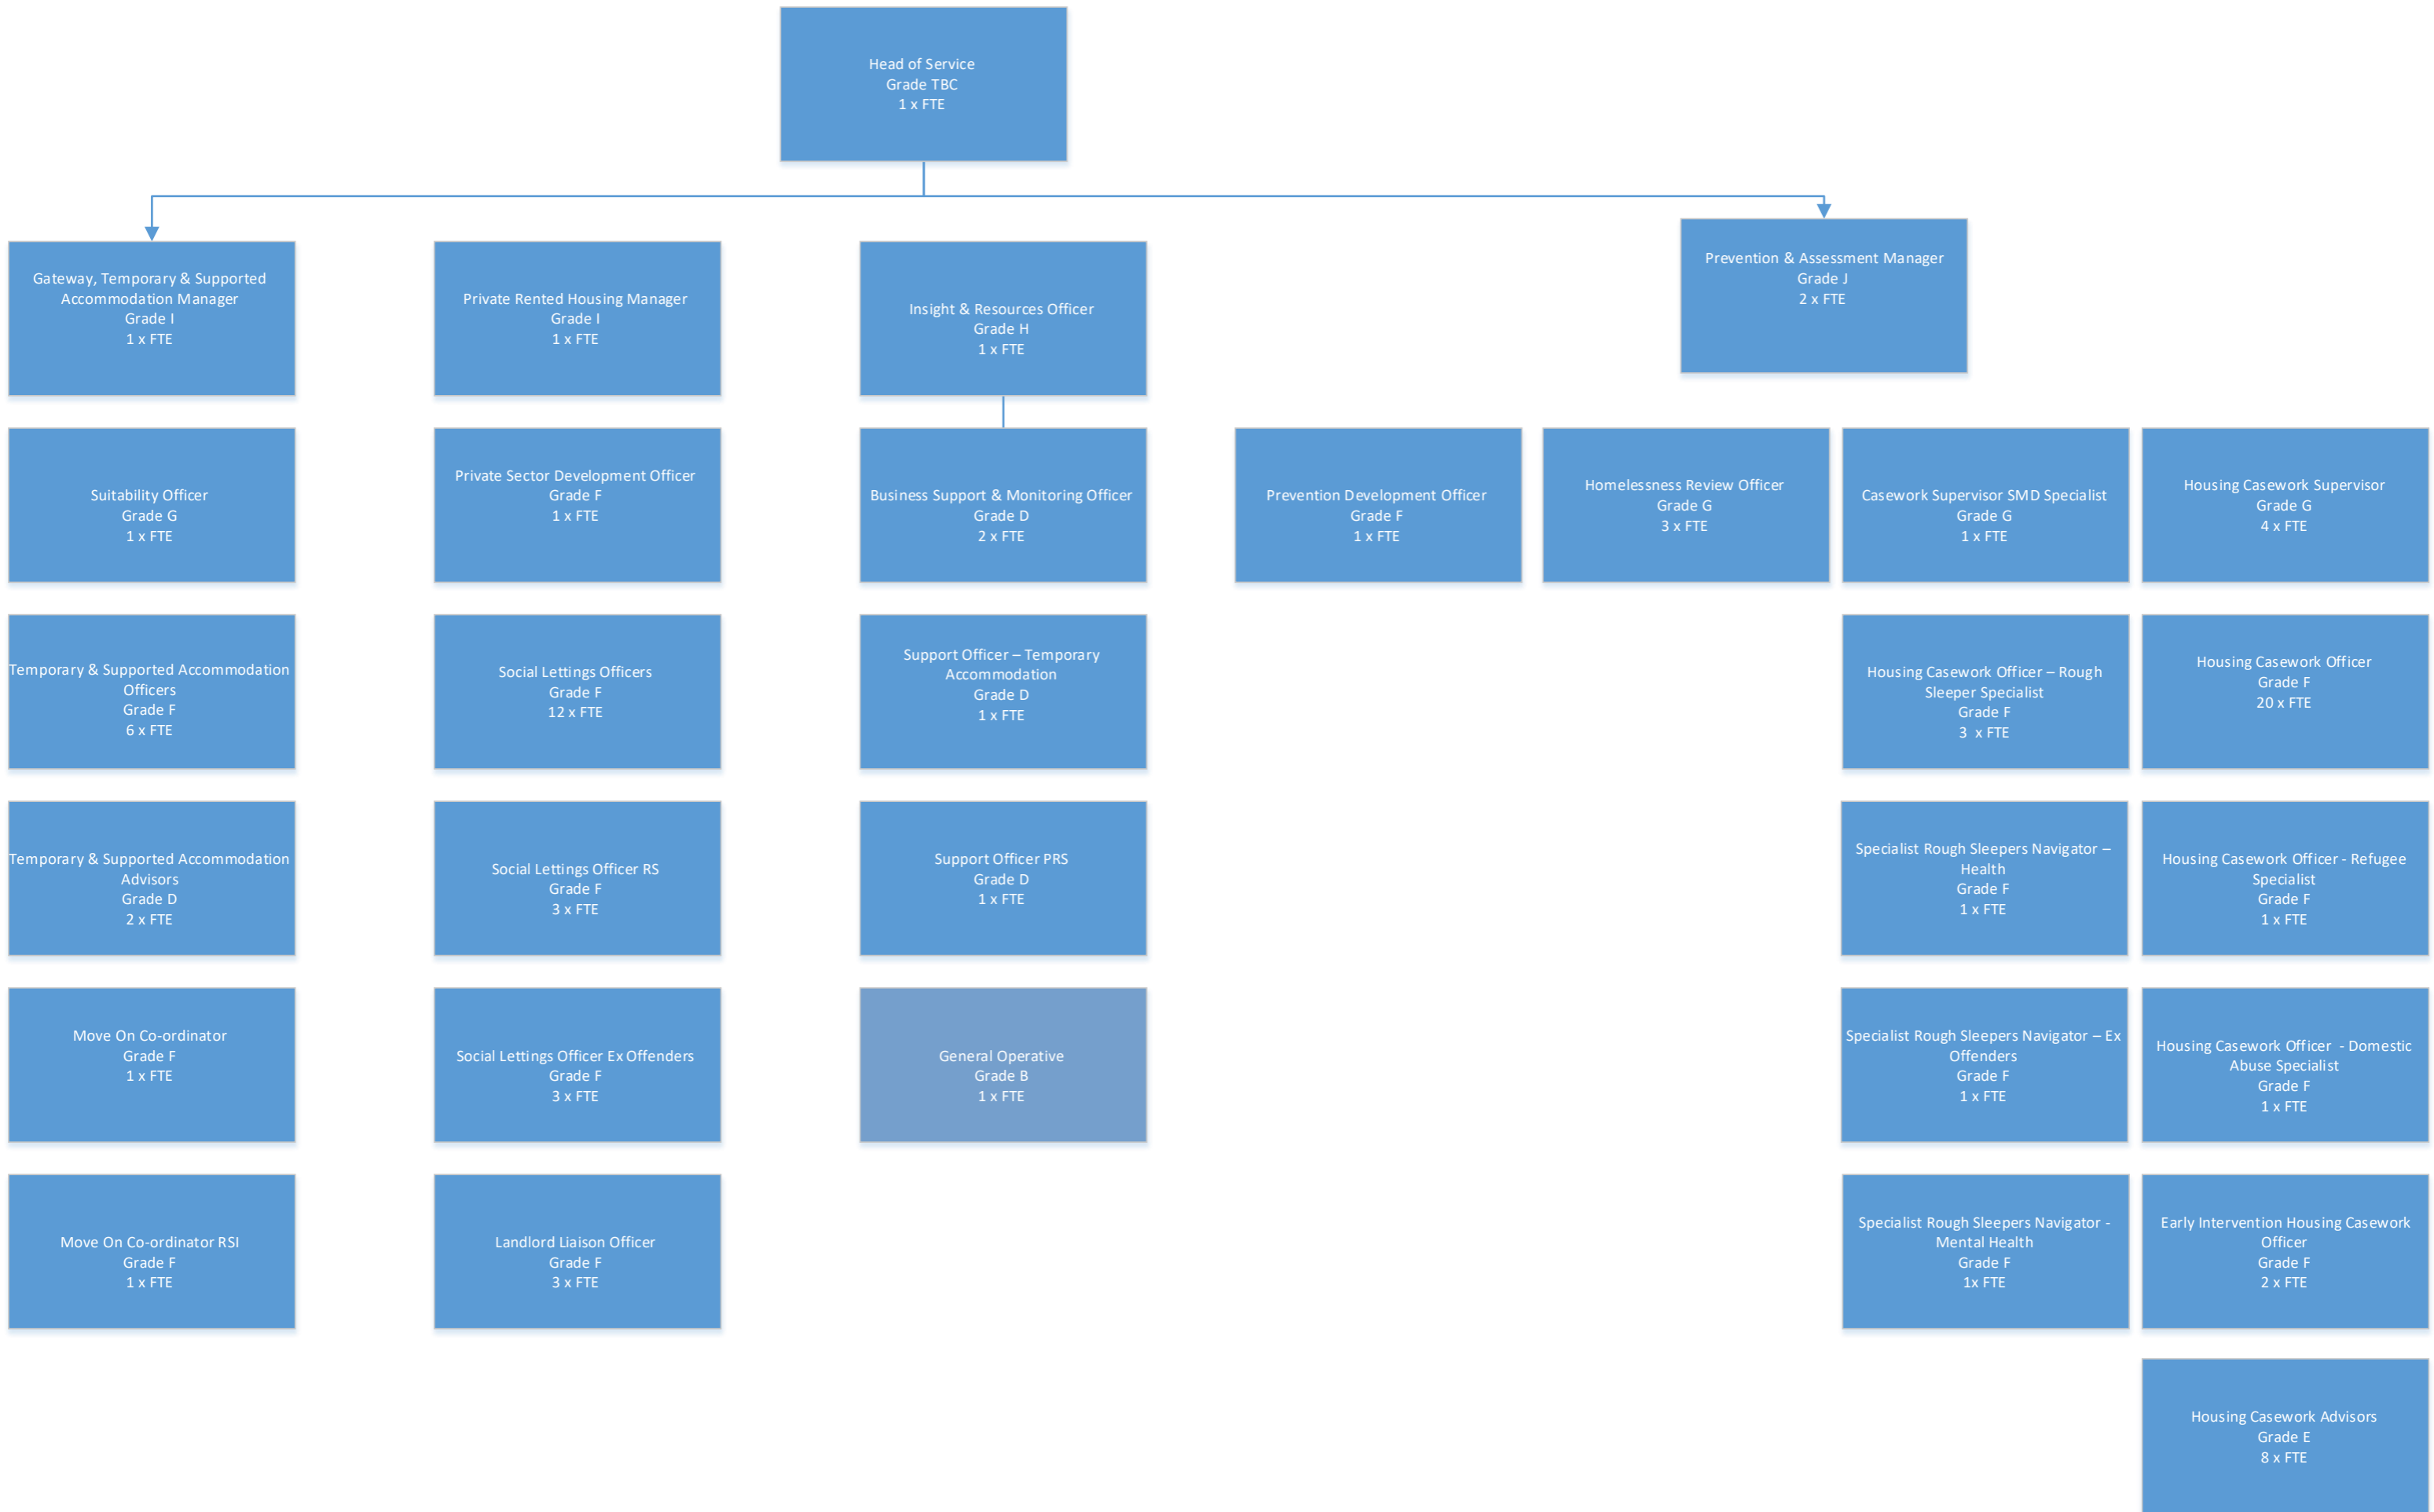 Head of Service
Grade TBC
1 x FTE
Gateway, Temporary & Supported
Accommodation Manager
Grade I
1 x FTE
Private Rented Housing Manager
Grade I
1 x FTE
Insight & Resources Officer
Grade H
1 x FTE
Prevention & Assessment Manager
Grade J
2 x FTE
Suitability Officer
Grade G
1 x FTE
Private Sector Development Officer
Grade F
1 x FTE
Business Support & Monitoring Officer
Grade D
2 x FTE
Prevention Development Officer
Grade F
1 x FTE
Homelessness Review Officer
Grade G
3 x FTE
Casework Supervisor SMD Specialist
Grade G
1 x FTE
Housing Casework Supervisor
Grade G
4 x FTE
Temporary & Supported Accommodation
Officers
Grade F
6 x FTE
Social Lettings Officers
Grade F
12 x FTE
Support Officer – Temporary
Accommodation
Grade D
1 x FTE
Housing Casework Officer – Rough
Sleeper Specialist
Grade F
3  x FTE
Housing Casework Officer
Grade F
20 x FTE
Temporary & Supported Accommodation
Advisors
Grade D
2 x FTE
Social Lettings Officer RS
Grade F
3 x FTE
Support Officer PRS
Grade D
1 x FTE
Specialist Rough Sleepers Navigator –
Health
Grade F
1 x FTE
Housing Casework Officer - Refugee
Specialist
Grade F
1 x FTE
Move On Co-ordinator
Grade F
1 x FTE
Social Lettings Officer Ex Offenders
Grade F
3 x FTE
General Operative
Grade B
1 x FTE
Specialist Rough Sleepers Navigator – Ex
Offenders
Grade F
1 x FTE
Housing Casework Officer  - Domestic
Abuse Specialist
Grade F
1 x FTE
Move On Co-ordinator RSI
Grade F
1 x FTE
Landlord Liaison Officer
Grade F
3 x FTE
Specialist Rough Sleepers Navigator -
Mental Health
Grade F
1x FTE
Early Intervention Housing Casework
Officer
Grade F
2 x FTE
Housing Casework Advisors
Grade E
8 x FTE